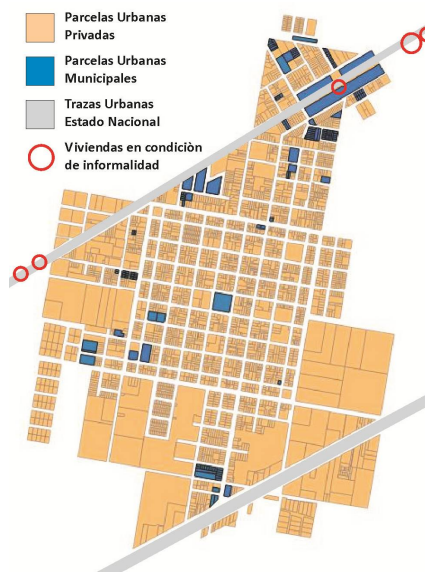 Parcelas Urbanas
Privadas
Parcelas Urbanas
Municipales
Trazas Urbanas
Estado Nacional
Viviendas en condiciòn
de informalidad